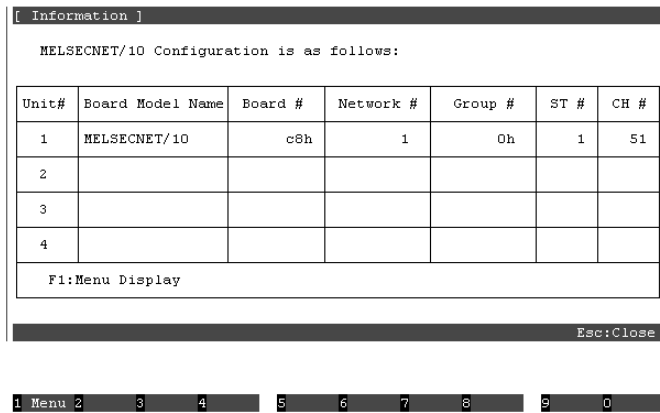 [ Information ]
MELSECNET/10 Configuration is as follows:
Unit# Board Model Name Board # Network # Group # ST # CH #
1 MELSECNET/10 c8h 1 0h 1 51
2
3
4
F1:Menu Display
Esc:Close
1 Menu 2 3 4 5 6 7 8 9 0